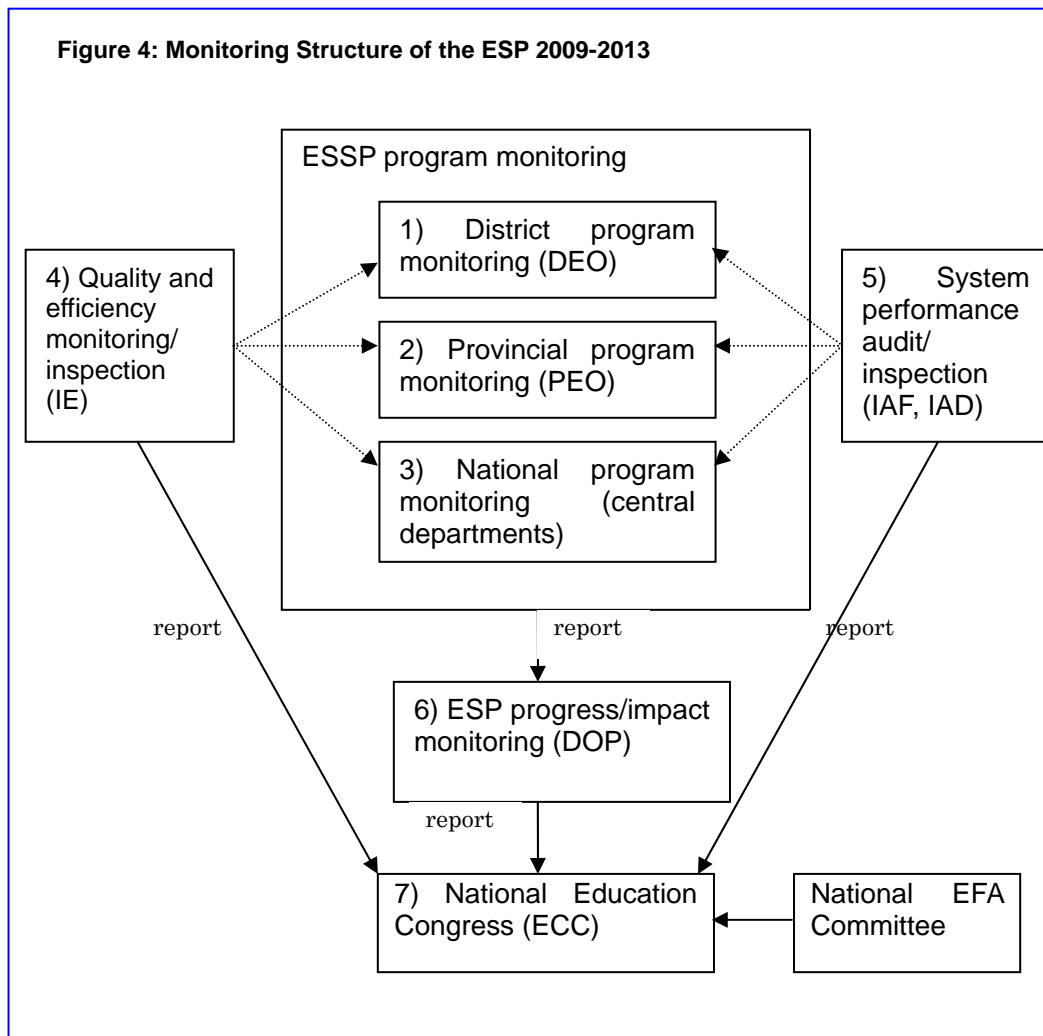 Figure 4: Monitoring Structure of the ESP 2009-2013
ESSP program monitoring
1) District program
monitoring (DEO)
4) Quality and
efficiency
monitoring/
inspection
(IE)
5) System
performance
audit/
inspection
(IAF, IAD)
2) Provincial program
monitoring (PEO)
3) National program
monitoring (central
departments)
report
report
report
6) ESP progress/impact
monitoring (DOP)
report
7) National Education
Congress (ECC)
National EFA
Committee